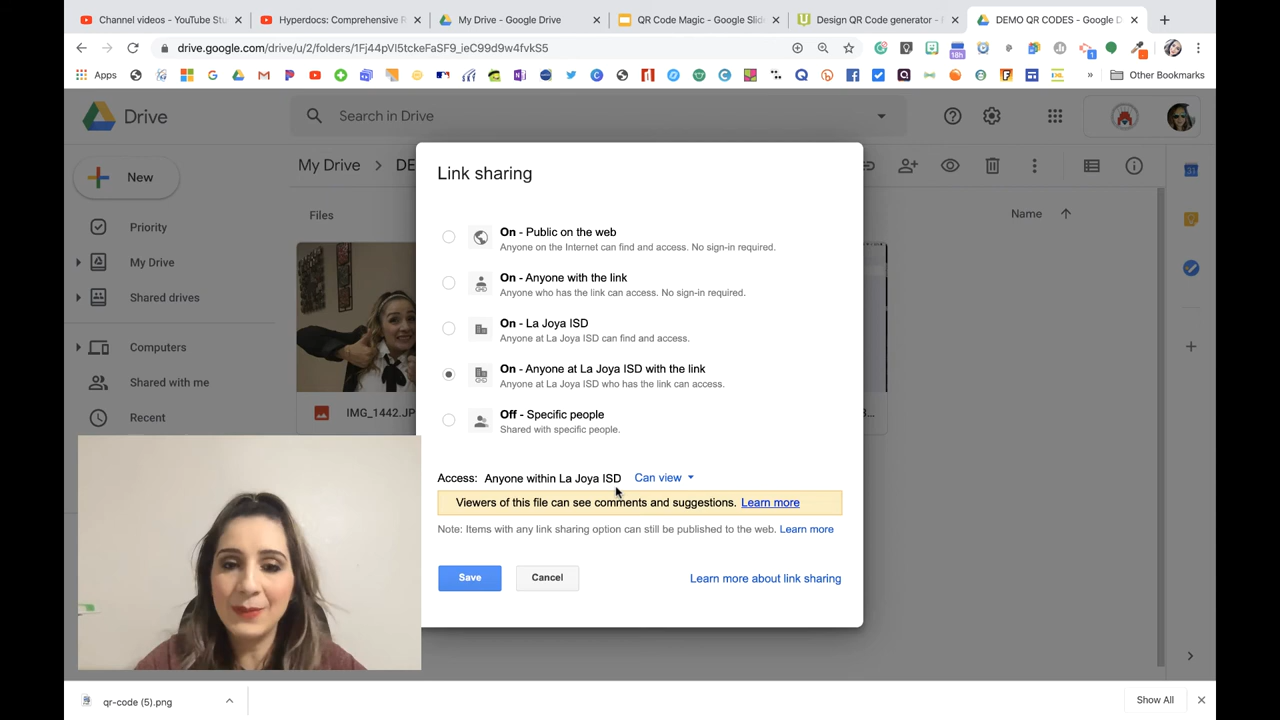 Channel videos - YouTube Stu
Hyperdocs: Comprehensive R
My Drive - Google Drive
QR Code Magic - Google Slide
Design QR Code generator -
DEMO QR CODES - Google D
drive.google.com/drive/u/2/folders/1Fj44pVl5tckeFaSF9_ieC99d9w4fvkS5
18h
Apps
Other Bookmarks
Drive
Search in Drive
New
My Drive > DE
Files
Name
Priority
My Drive
Shared drives
Computers
Shared with me
Recent
IMG_1442.JP
Link sharing
On - Public on the web
Anyone on the Internet can find and access. No sign-in required.
On - Anyone with the link
Anyone who has the link can access. No sign-in required.
On - La Joya ISD
Anyone at La Joya ISD can find and access.
On - Anyone at La Joya ISD with the link
Anyone at La Joya ISD who has the link can access.
Off - Specific people
Shared with specific people.
Access: Anyone within La Joya ISD Can view
Viewers of this file can see comments and suggestions. Learn more
Note: Items with any link sharing option can still be published to the web. Learn more
Save
Cancel
Learn more about link sharing
qr-code (5).png
Show All